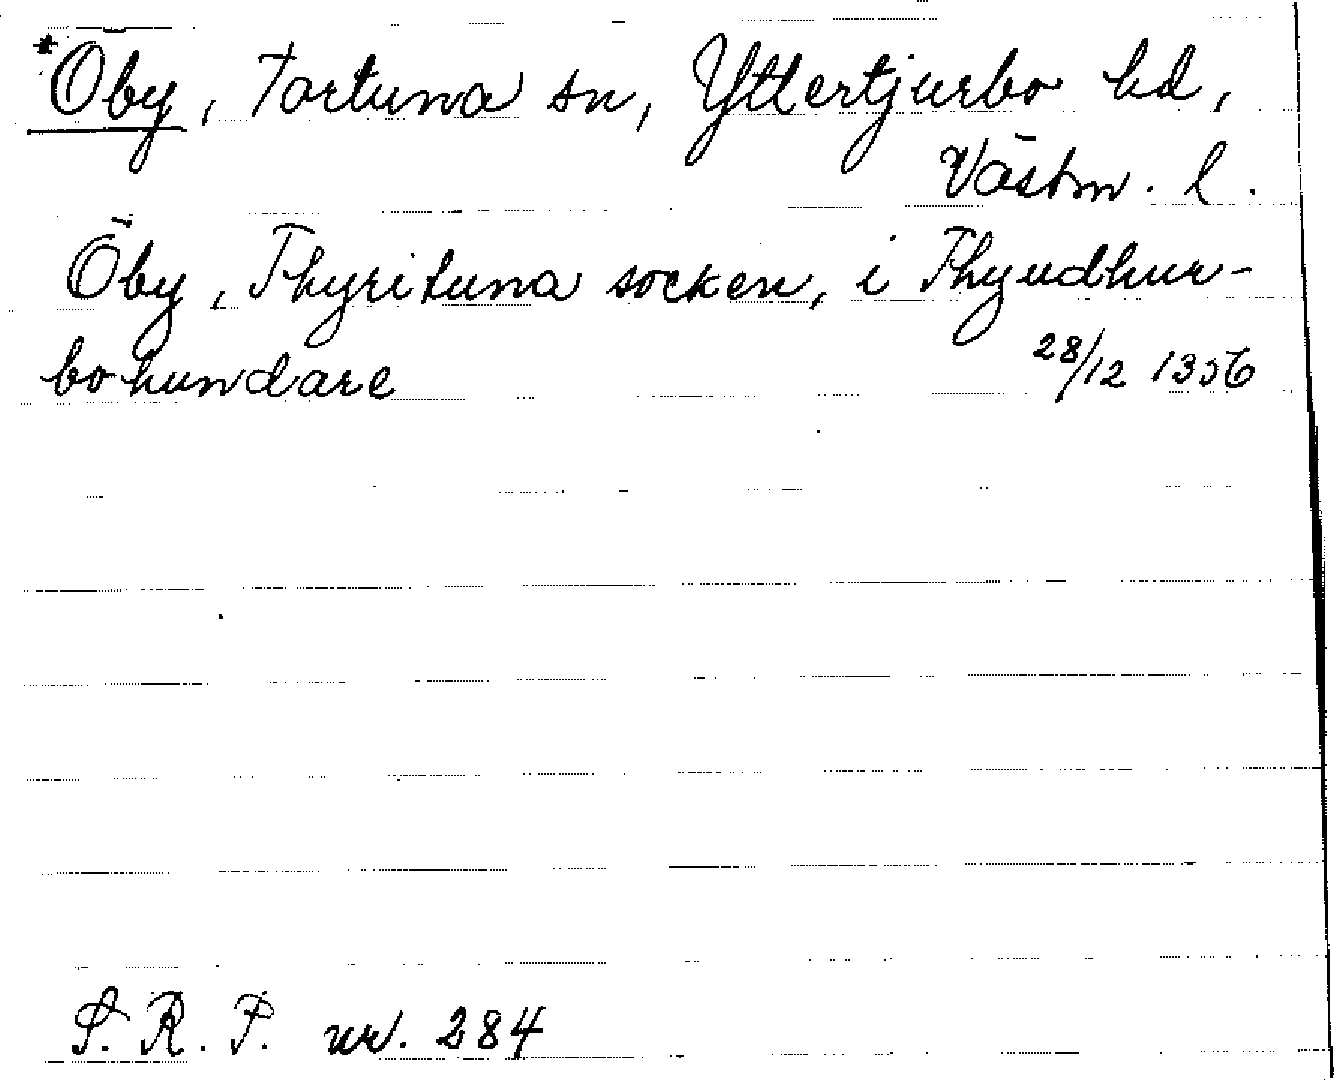 *Öby, Tortuna sn, Yttertjurbo hd,
Västm. l.
Öby, Thyrituna socken, i Thyudhur-
bohundare 28/12 1356
S. R. P. nr. 284